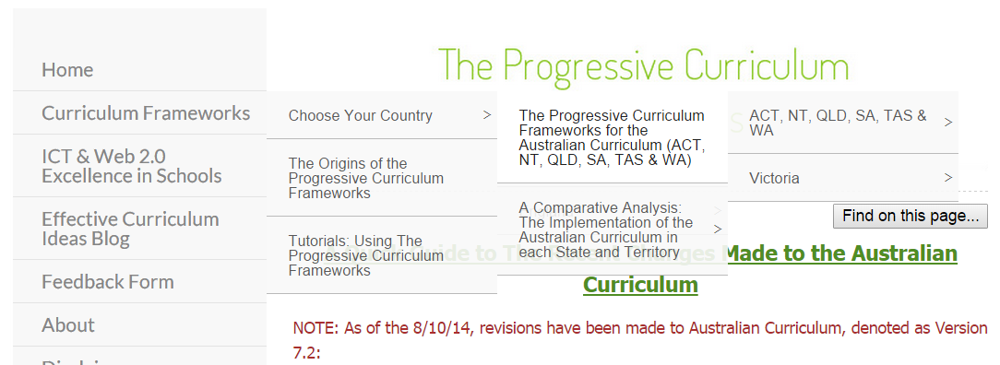 The Progressive Curriculum
Home
Curriculum Frameworks
ICT & Web 2.0
Excellence in Schools
Effective Curriculum
Ideas Blog
Feedback Form
About
Choose Your Country >
The Origins of the
Progressive Curriculum
Frameworks
Tutorials: Using The
Progressive Curriculum
Frameworks
The Progressive Curriculum
Frameworks for the
Australian Curriculum (ACT,
NT, QLD, SA, TAS & WA)
A Comparative Analysis:
The Implementation of the
Australian Curriculum in
each State and Territory >
ACT, NT, QLD, SA, TAS &
WA >
Victoria >
Find on this page...
Guide to The Recent Changes Made to the Australian
Curriculum
NOTE: As of the 8/10/14, revisions have been made to Australian Curriculum, denoted as Version
7.2: